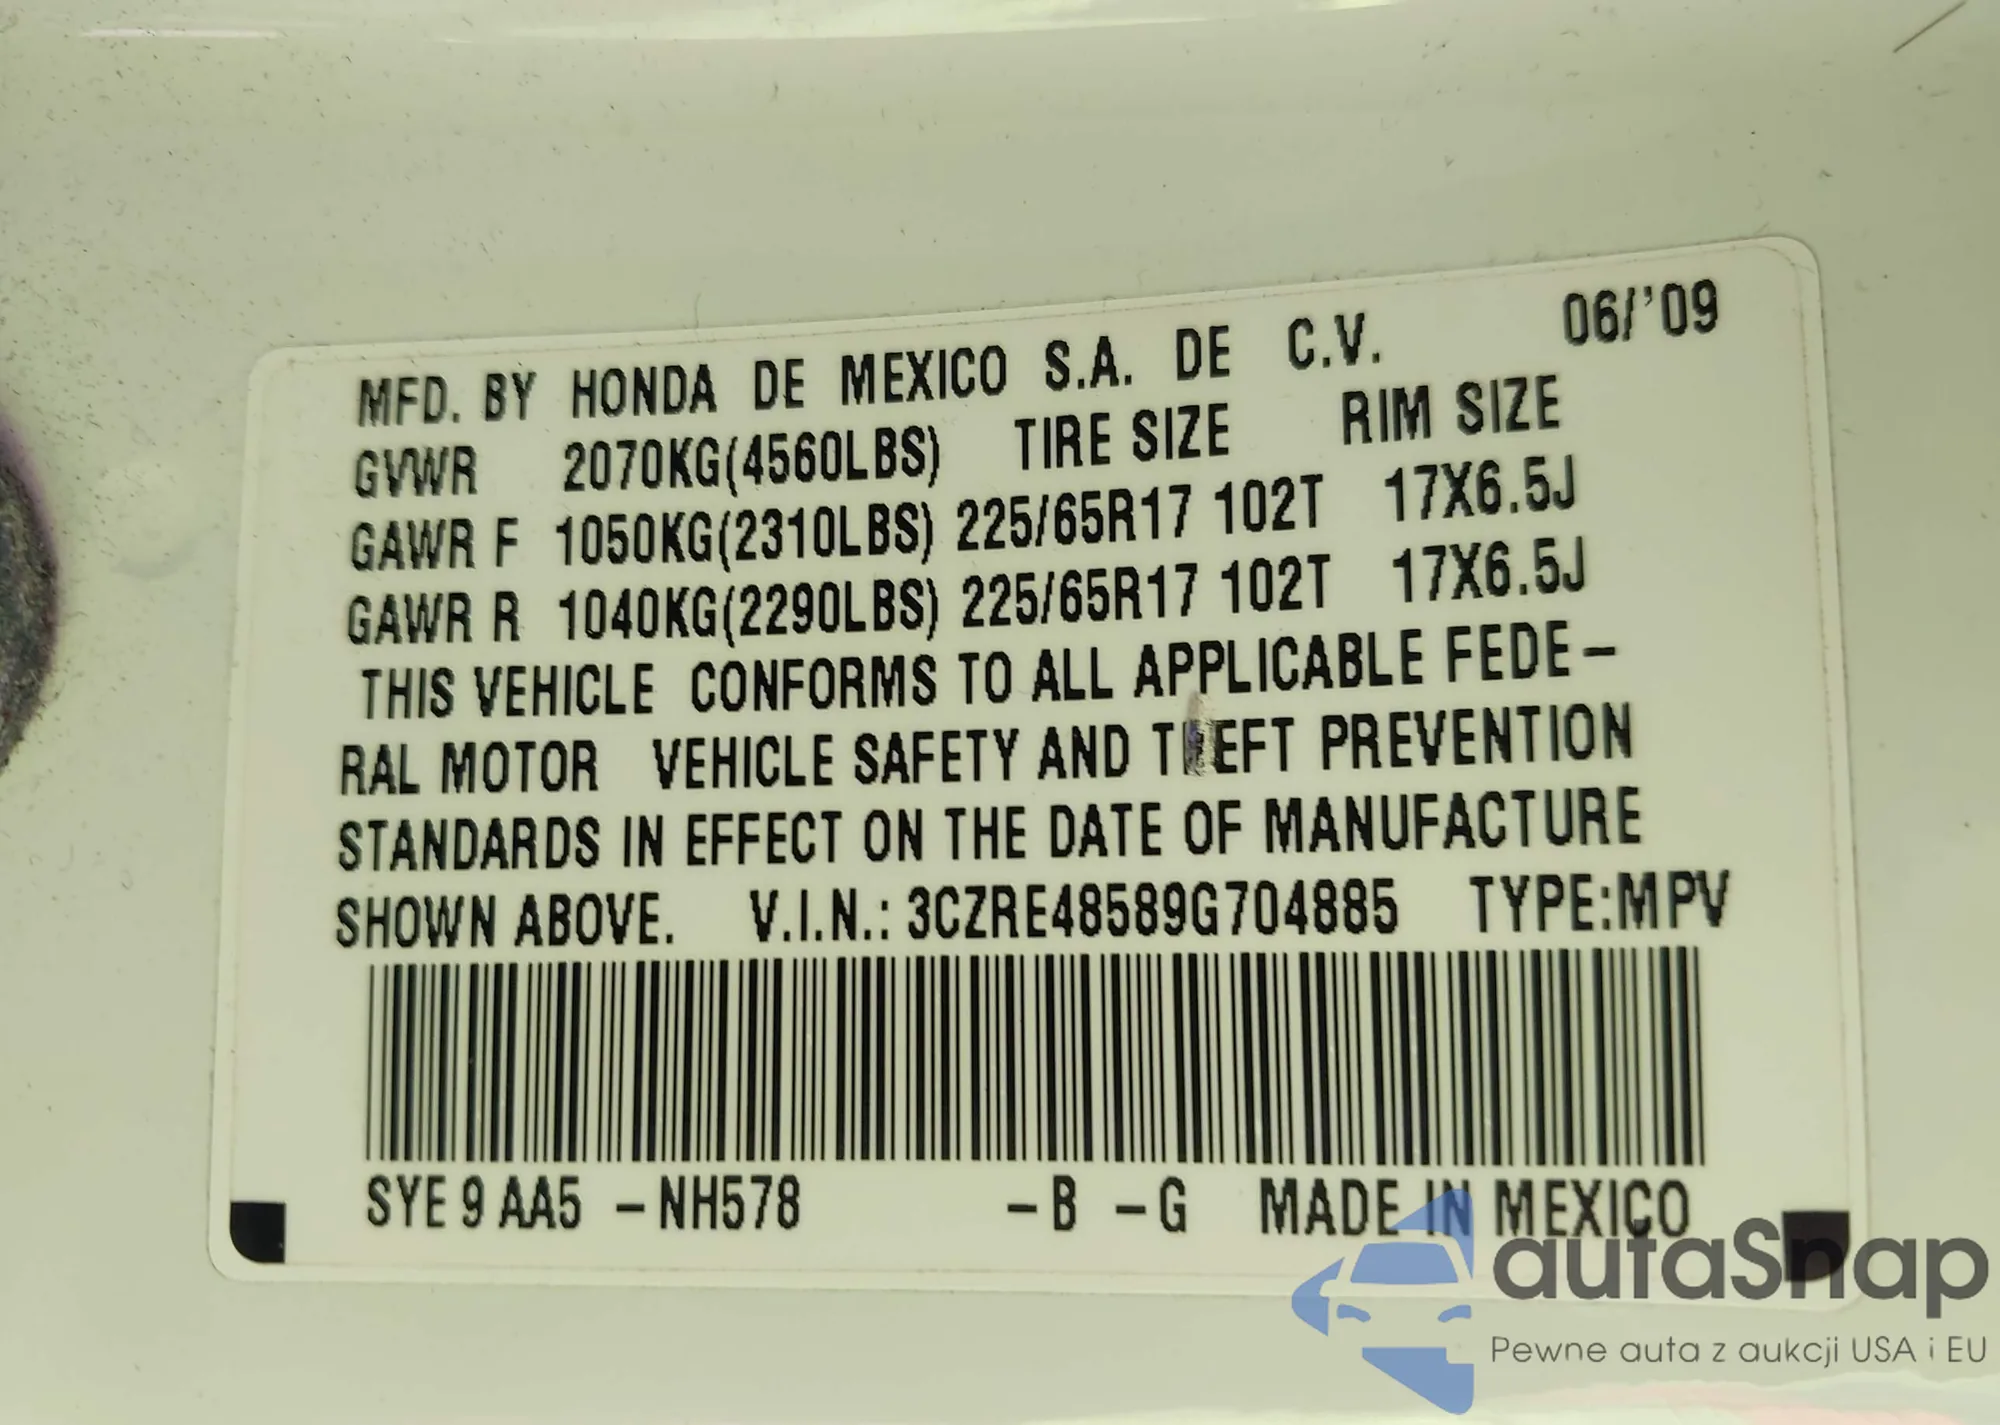 MFD. BY HONDA DE MEXICO S.A. DE C.V. 06/'09
GVWR 2070KG(4560LBS) TIRE SIZE RIM SIZE
GAWR F 1050KG(2310LBS) 225/65R17 102T 17X6.5J
GAWR R 1040KG(2290LBS) 225/65R17 102T 17X6.5J
THIS VEHICLE CONFORMS TO ALL APPLICABLE FEDE-
RAL MOTOR VEHICLE SAFETY AND THEFT PREVENTION
STANDARDS IN EFFECT ON THE DATE OF MANUFACTURE
SHOWN ABOVE. V.I.N.: 3CZRE48589G704885 TYPE:MPV
SYE 9 AA5 -NH578 -B -G MADE IN MEXICO
autaSnap
Pewne auta z aukcji USA i EU